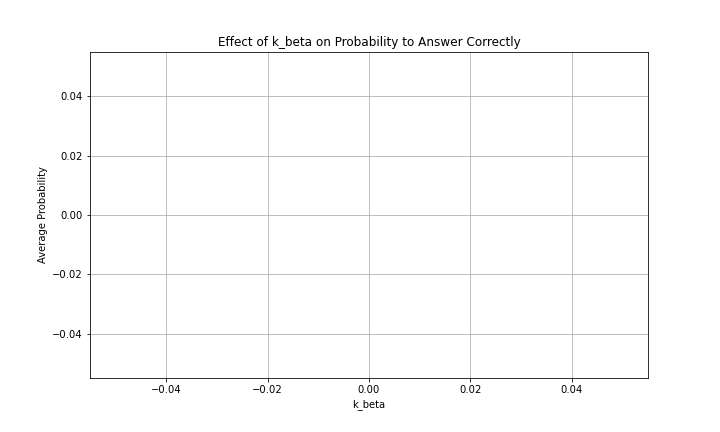 Effect of k_beta on Probability to Answer Correctly
0.04
0.02
0.00
−0.02
−0.04
Average Probability
−0.04 −0.02 0.00 0.02 0.04
k_beta